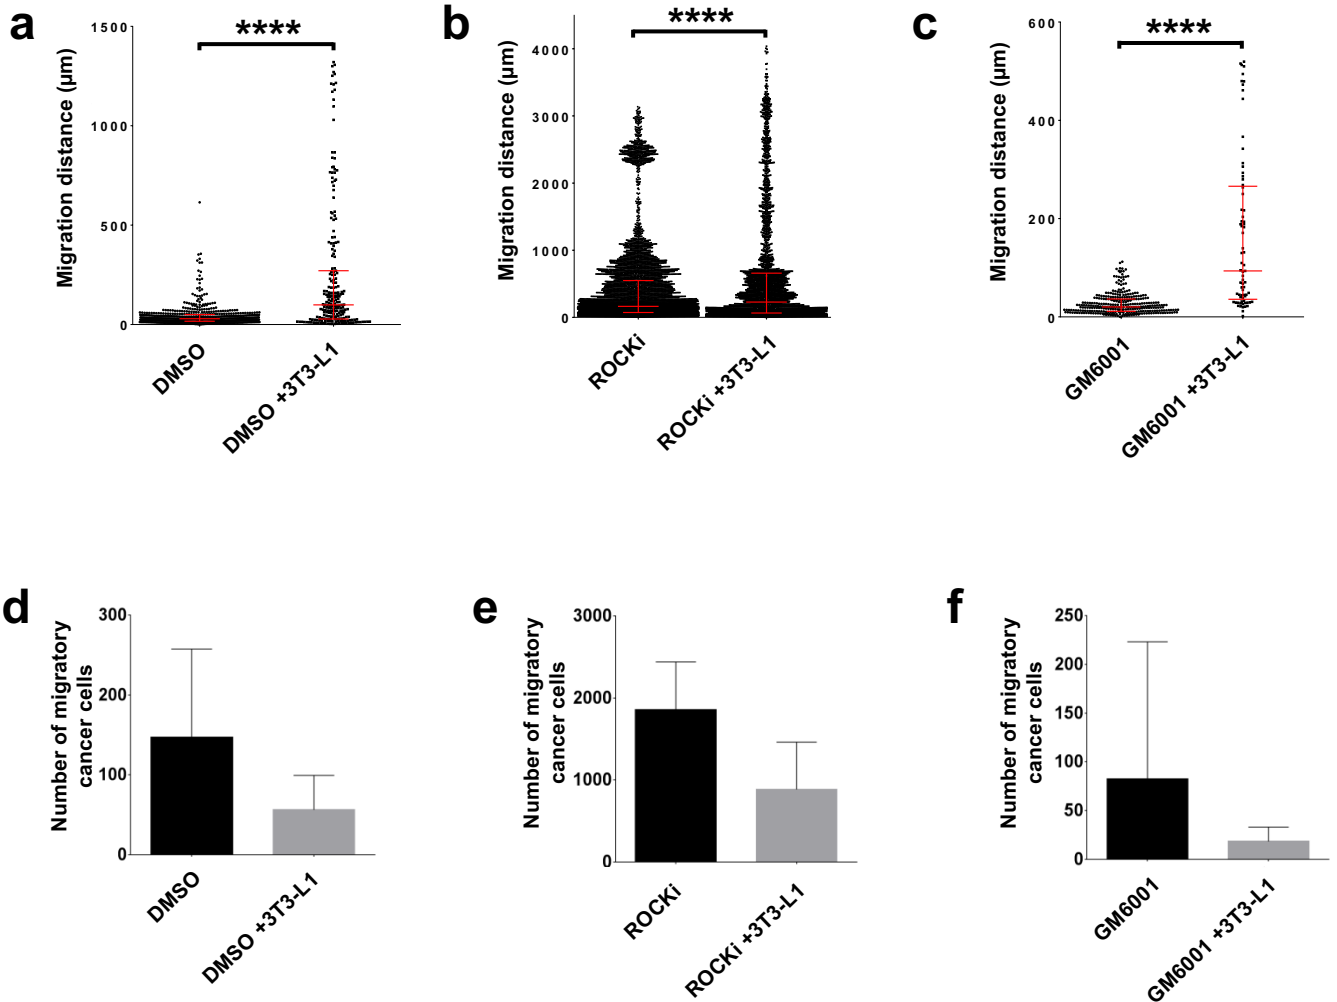 a
Migration distance (µm)
1500
1000
500
0
****
DMSO
DMSO +3T3-L1
b
Migration distance (µm)
4000
3000
2000
1000
0
****
ROCKi
ROCKi +3T3-L1
c
Migration distance (µm)
600
400
200
0
****
GM6001
GM6001 +3T3-L1
d
Number of migratory
cancer cells
300
200
100
0
DMSO
DMSO +3T3-L1
e
Number of migratory
cancer cells
3000
2000
1000
0
ROCKi
ROCKi +3T3-L1
f
Number of migratory
cancer cells
250
200
150
100
50
0
GM6001
GM6001 +3T3-L1